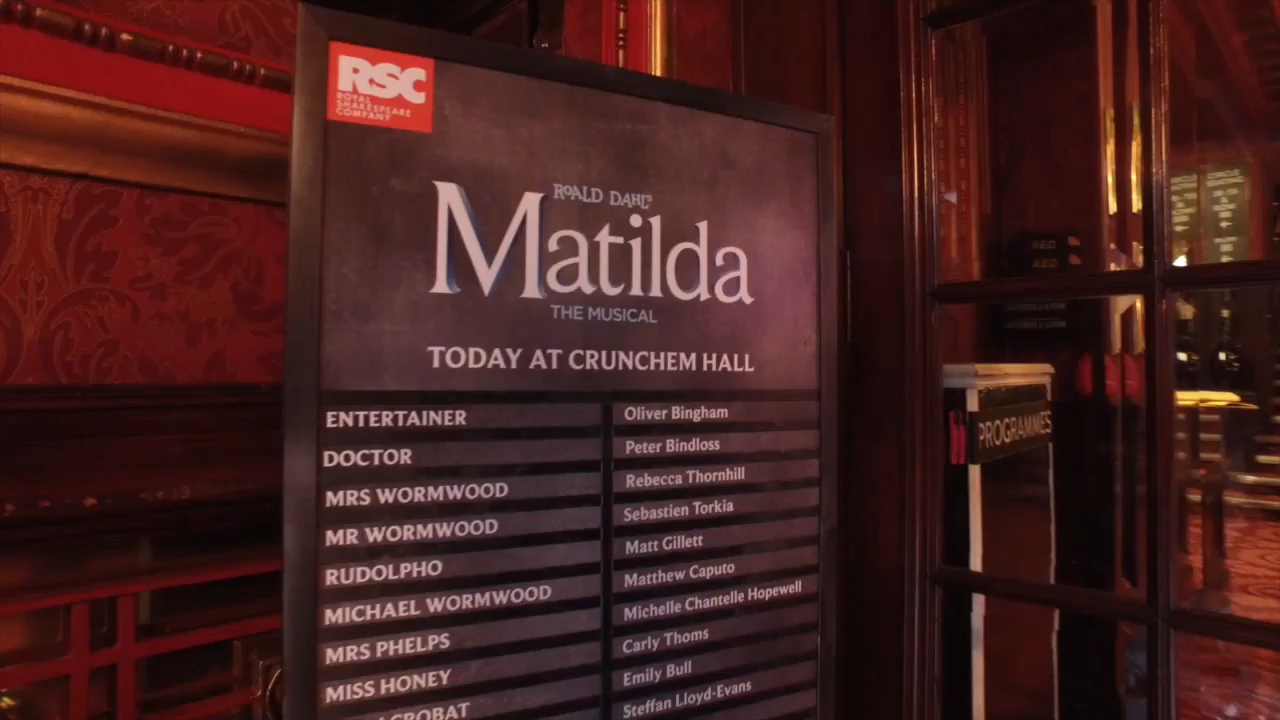 RSC
ROYAL
SHAKESPEARE
COMPANY
ROALD DAHL'S
Matilda
THE MUSICAL
TODAY AT CRUNCHEM HALL
ENTERTAINER Oliver Bingham
DOCTOR Peter Bindloss
MRS WORMWOOD Rebecca Thornhill
MR WORMWOOD Sebastien Torkia
RUDOLPHO Matt Gillett
MICHAEL WORMWOOD Matthew Caputo
MRS PHELPS Michelle Chantelle Hopewell
MISS HONEY Carly Thoms
ACROBAT Emily Bull
Steffan Lloyd-Evans
PROGRAMMES
CIRCLE